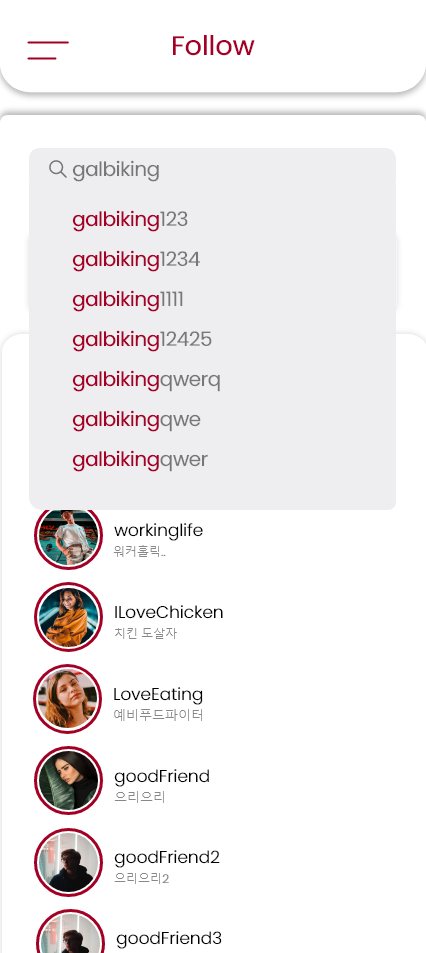 Follow
galbiking
galbiking123
galbiking1234
galbiking1111
galbiking12425
galbikingqwerq
galbikingqwe
galbikingqwer
workinglife
워커홀릭..
ILoveChicken
치킨 도살자
LoveEating
예비푸드파이터
goodFriend
으리으리
goodFriend2
으리으리2
goodFriend3